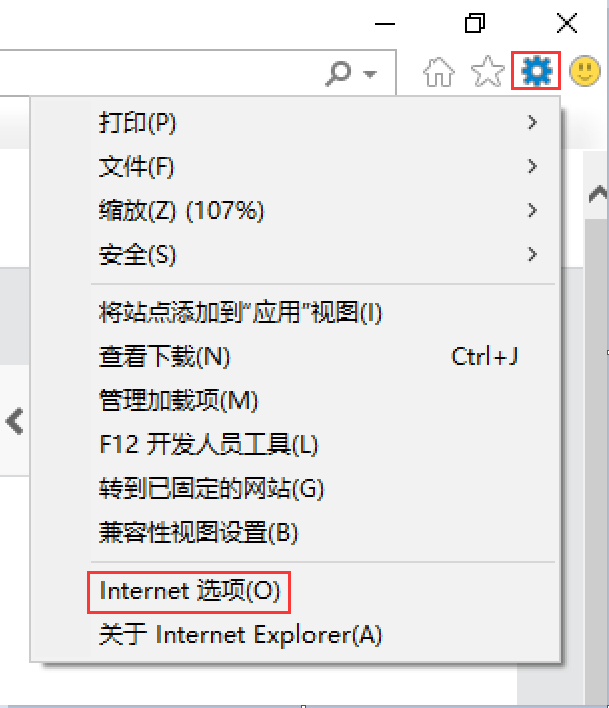 打印(P)
文件(F)
缩放(Z) (107%)
安全(S)
将站点添加到“应用”视图(I)
查看下载(N) Ctrl+J
管理加载项(M)
F12 开发人员工具(L)
转到已固定的网站(G)
兼容性视图设置(B)
Internet 选项(O)
关于 Internet Explorer(A)